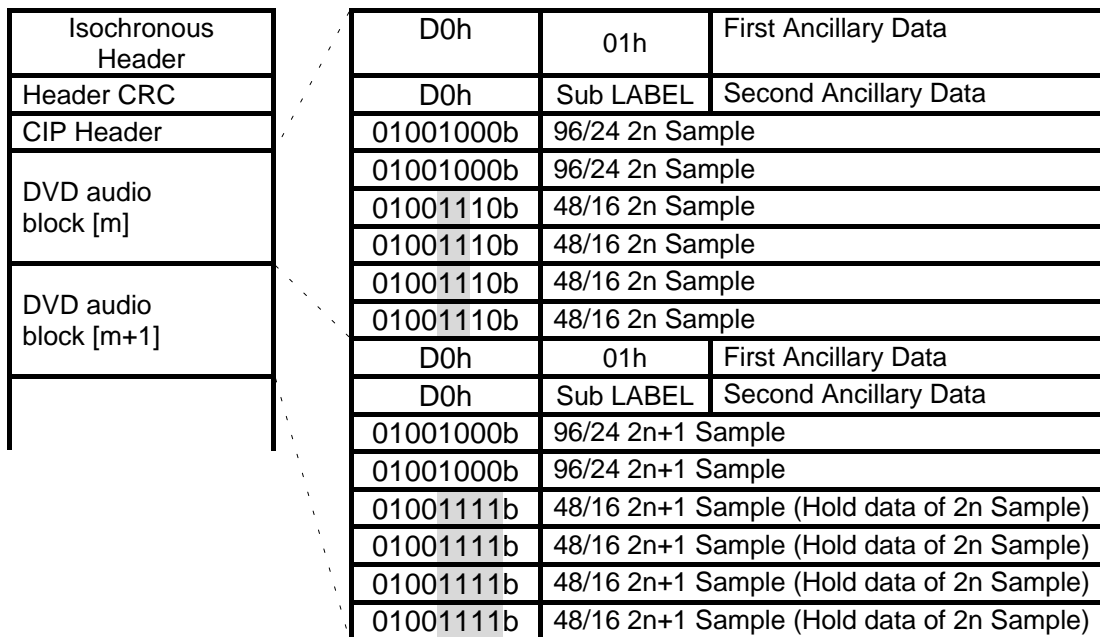 Isochronous
Header
Header CRC
CIP Header
DVD audio
block [m]
DVD audio
block [m+1]
D0h 01h First Ancillary Data
D0h Sub LABEL Second Ancillary Data
01001000b 96/24 2n Sample
01001000b 96/24 2n Sample
01001110b 48/16 2n Sample
01001110b 48/16 2n Sample
01001110b 48/16 2n Sample
01001110b 48/16 2n Sample
D0h 01h First Ancillary Data
D0h Sub LABEL Second Ancillary Data
01001000b 96/24 2n+1 Sample
01001000b 96/24 2n+1 Sample
01001111b 48/16 2n+1 Sample (Hold data of 2n Sample)
01001111b 48/16 2n+1 Sample (Hold data of 2n Sample)
01001111b 48/16 2n+1 Sample (Hold data of 2n Sample)
01001111b 48/16 2n+1 Sample (Hold data of 2n Sample)